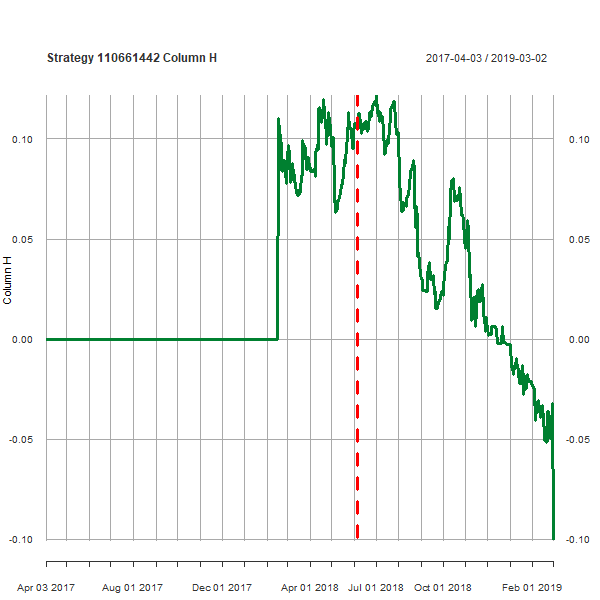 Strategy 110661442 Column H
2017-04-03 / 2019-03-02
0.10
0.05
0.00
-0.05
-0.10
0.10
0.05
0.00
-0.05
-0.10
Column H
Apr 03 2017
Aug 01 2017
Dec 01 2017
Apr 01 2018
Jul 01 2018
Oct 01 2018
Feb 01 2019